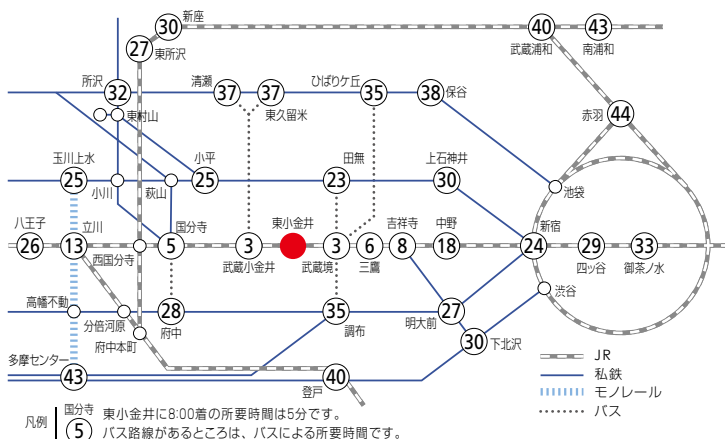 30 新座
27 東所沢
40 武蔵浦和
43 南浦和
所沢 32
清瀬 37
37 東久留米
ひばりケ丘 35
38 保谷
東村山
赤羽 44
玉川上水 25
小川
萩山
小平 25
田無 23
上石神井 30
池袋
八王子 26
立川 13
西国分寺
国分寺 5
3 武蔵小金井
東小金井
3 武蔵境
6 三鷹
吉祥寺 8
中野 18
新宿 24
29 四ッ谷
33 御茶ノ水
渋谷
高幡不動
分倍河原
府中本町
28 府中
35 調布
明大前 27
30 下北沢
多摩センター 43
40 登戸
JR
私鉄
モノレール
バス
凡例
国分寺 5
東小金井に8:00着の所要時間は5分です。
バス路線があるところは、バスによる所要時間です。